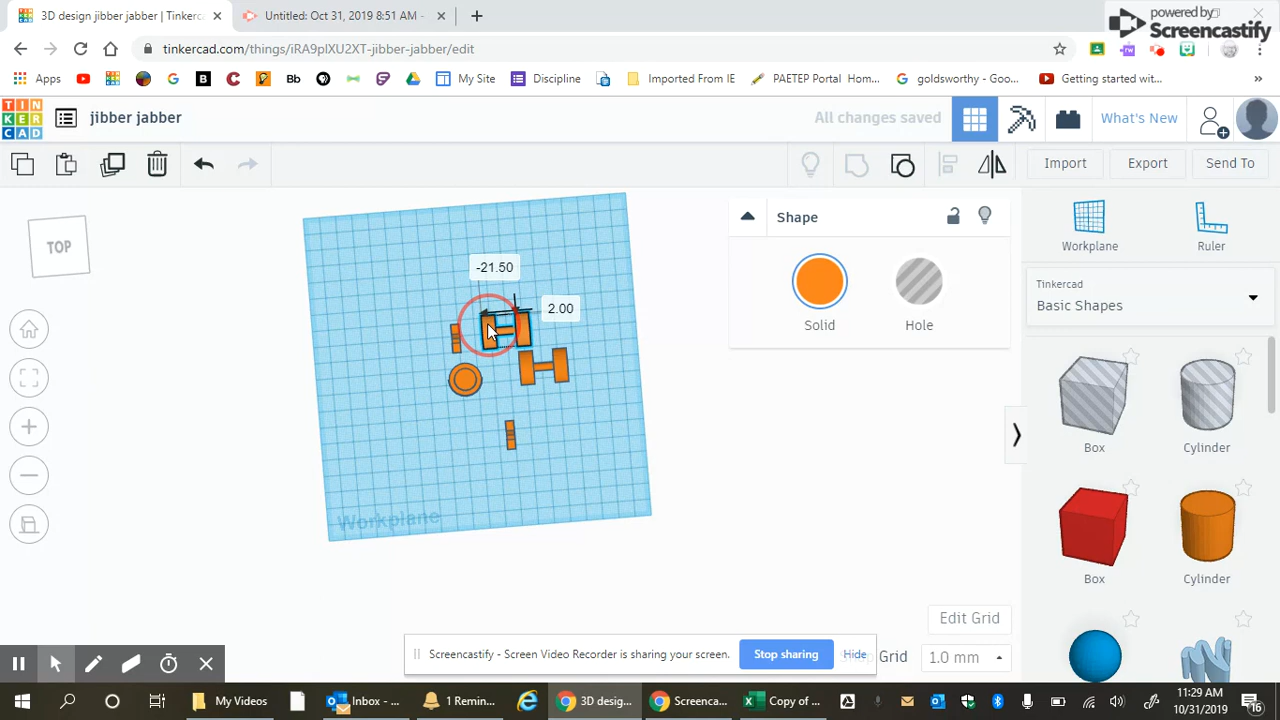 3D design jibber jabber | Tinkerca
Untitled: Oct 31, 2019 8:51 AM -
powered by
Screencastify
tinkercad.com/things/iRA9plXU2XT-jibber-jabber/edit
Apps
Bb
My Site
Discipline
Imported From IE
PAETEP Portal Hom...
goldsworthy - Goo...
Getting started wit...
»
TIN
KER
CAD
jibber jabber
All changes saved
What's New
Import
Export
Send To
TOP
Shape
Solid
Hole
-21.50
2.00
Workplane
Workplane
Ruler
Tinkercad
Basic Shapes
Box
Cylinder
Box
Cylinder
Edit Grid
Grid
1.0 mm
Screencastify - Screen Video Recorder is sharing your screen.
Stop sharing
Hide
My Videos
Inbox - ...
1 Remin...
3D desig...
Screenca...
Copy of ...
11:29 AM
10/31/2019
16